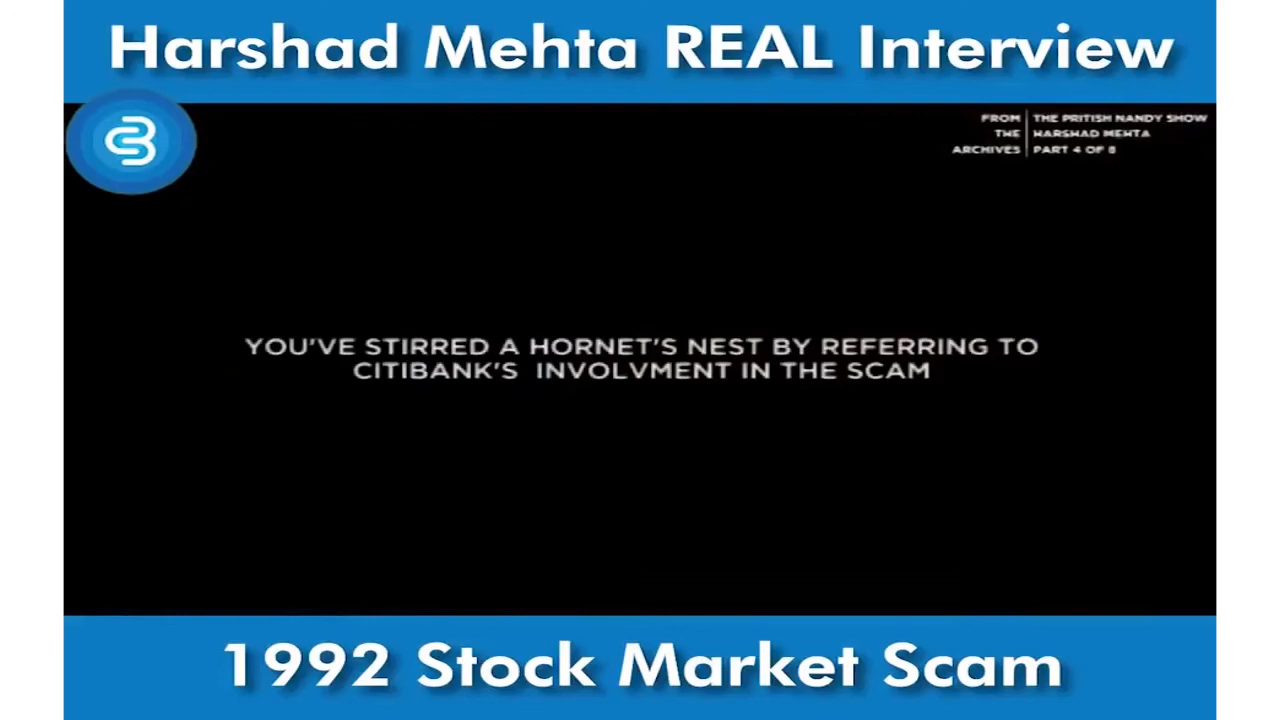 Harshad Mehta REAL Interview
FROM THE PRITISH NANDY SHOW
THE HARSHAD MEHTA
ARCHIVES PART 4 OF 8
YOU'VE STIRRED A HORNET'S NEST BY REFERRING TO
CITIBANK'S INVOLVMENT IN THE SCAM
1992 Stock Market Scam